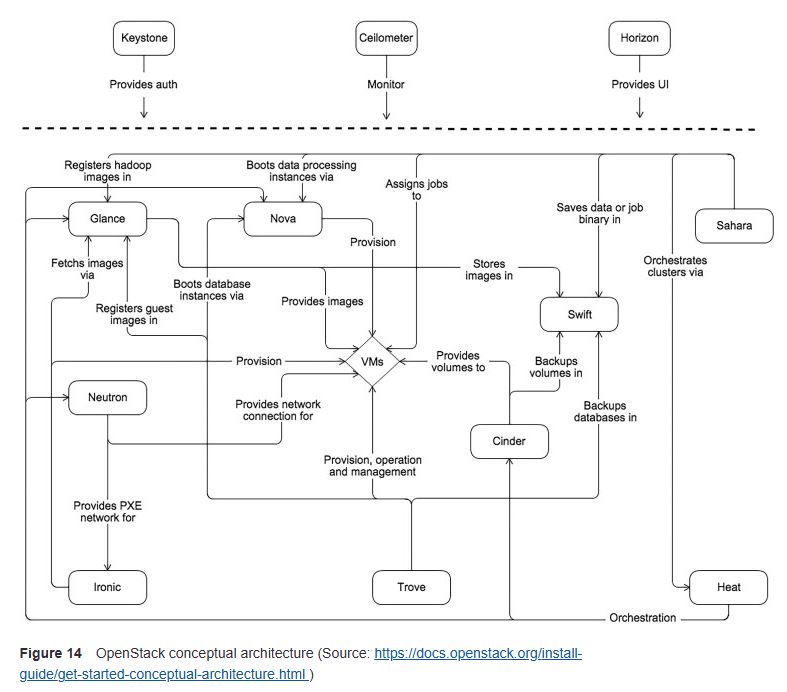 Keystone
Ceilometer
Horizon
Provides auth
Monitor
Provides UI
Registers hadoop
images in
Boots data processing
instances via
Assigns jobs
to
Saves data or job
binary in
Sahara
Glance
Nova
Provision
Fetchs images
via
Stores
images in
Orchestrates
clusters via
Boots database
instances via
Registers guest
images in
Provides images
Swift
Provision
VMs
Provides
volumes to
Backups
volumes in
Neutron
Provides network
connection for
Backups
databases in
Cinder
Provision, operation
and management
Provides PXE
network for
Ironic
Trove
Heat
Orchestration
Figure 14 OpenStack conceptual architecture (Source: https://docs.openstack.org/install-
guide/get-started-conceptual-architecture.html )